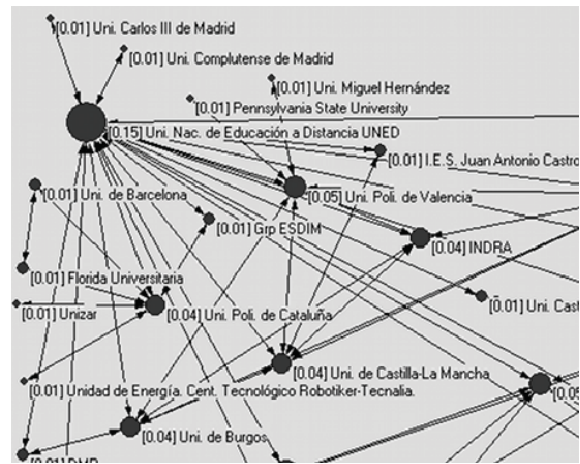 [0.01] Uni. Carlos III de Madrid
[0.01] Uni. Complutense de Madrid
[0.01] Uni. Miguel Hernández
[0.01] Pennsylvania State University
[0.15] Uni. Nac. de Educación a Distancia UNED
[0.01] I.E.S. Juan Antonio Castro
[0.01] Uni. de Barcelona
[0.05] Uni. Poli. de Valencia
[0.01] Grp ESDIM
[0.04] INDRA
[0.01] Florida Universitaria
[0.01] Uni. Cast
[0.01] Unizar
[0.04] Uni. Poli. de Cataluña
[0.04] Uni. de Castilla-La Mancha
[0.01] Unidad de Energía. Cent. Tecnológico Robotiker-Tecnalia.
[0.05
[0.04] Uni. de Burgos